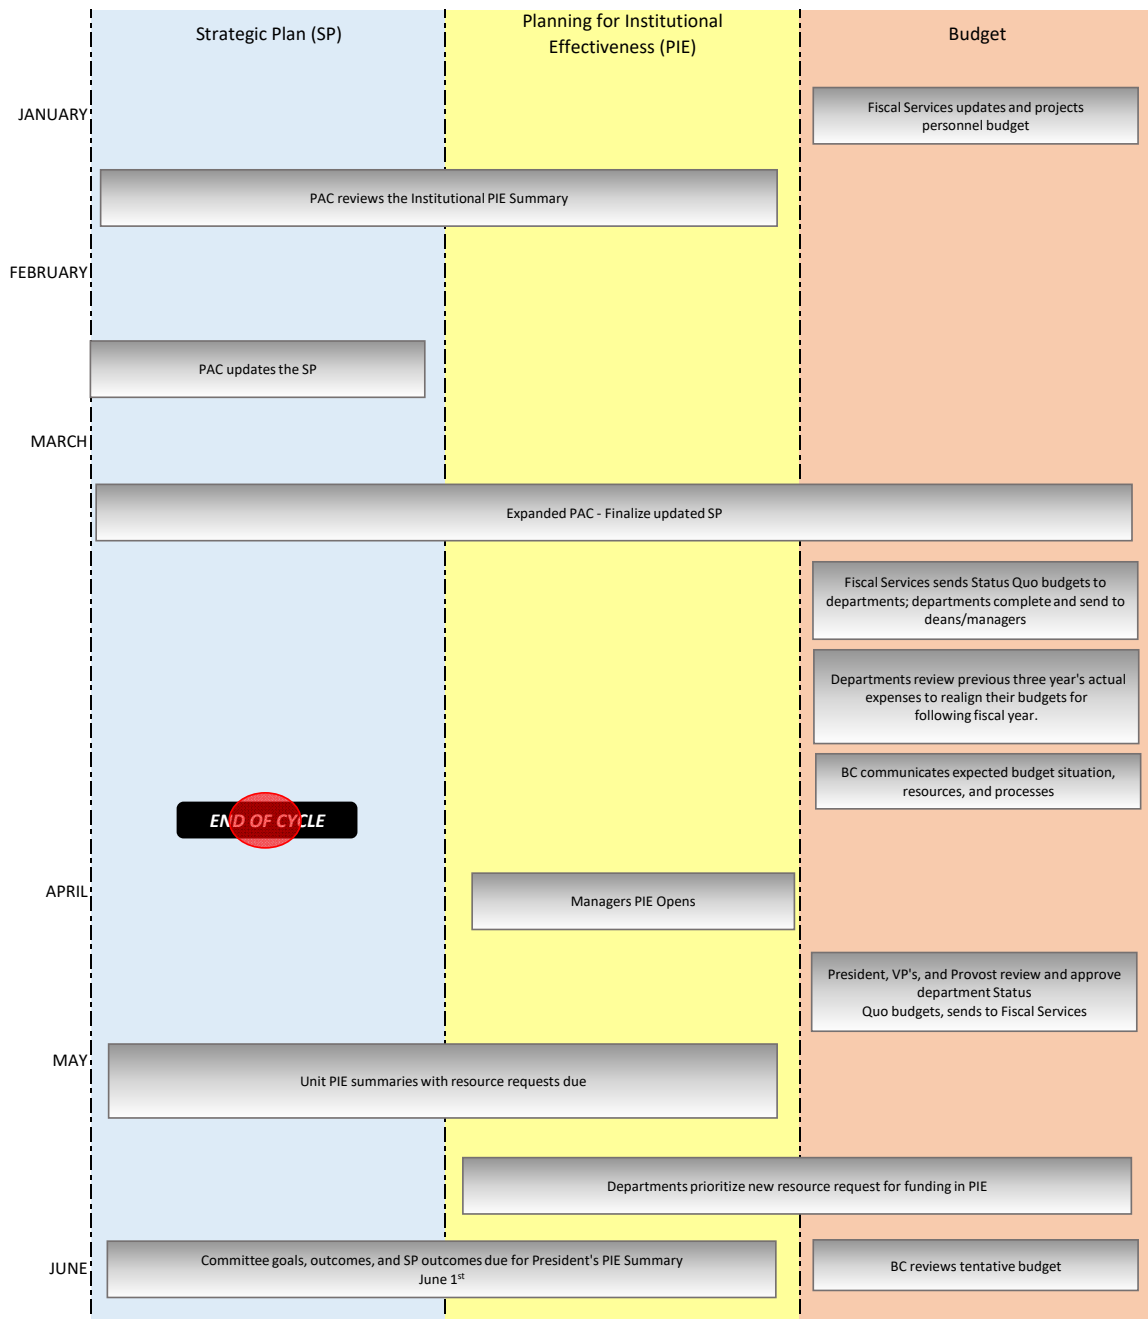 Strategic Plan (SP)
Planning for Institutional
Effectiveness (PIE)
Budget
JANUARY
Fiscal Services updates and projects
personnel budget
PAC reviews the Institutional PIE Summary
FEBRUARY
PAC updates the SP
MARCH
Expanded PAC - Finalize updated SP
Fiscal Services sends Status Quo budgets to
departments; departments complete and send to
deans/managers
Departments review previous three year's actual
expenses to realign their budgets for
following fiscal year.
BC communicates expected budget situation,
resources, and processes
END OF CYCLE
APRIL
Managers PIE Opens
President, VP's, and Provost review and approve
department Status
Quo budgets, sends to Fiscal Services
MAY
Unit PIE summaries with resource requests due
Departments prioritize new resource request for funding in PIE
JUNE
Committee goals, outcomes, and SP outcomes due for President's PIE Summary
June 1st
BC reviews tentative budget